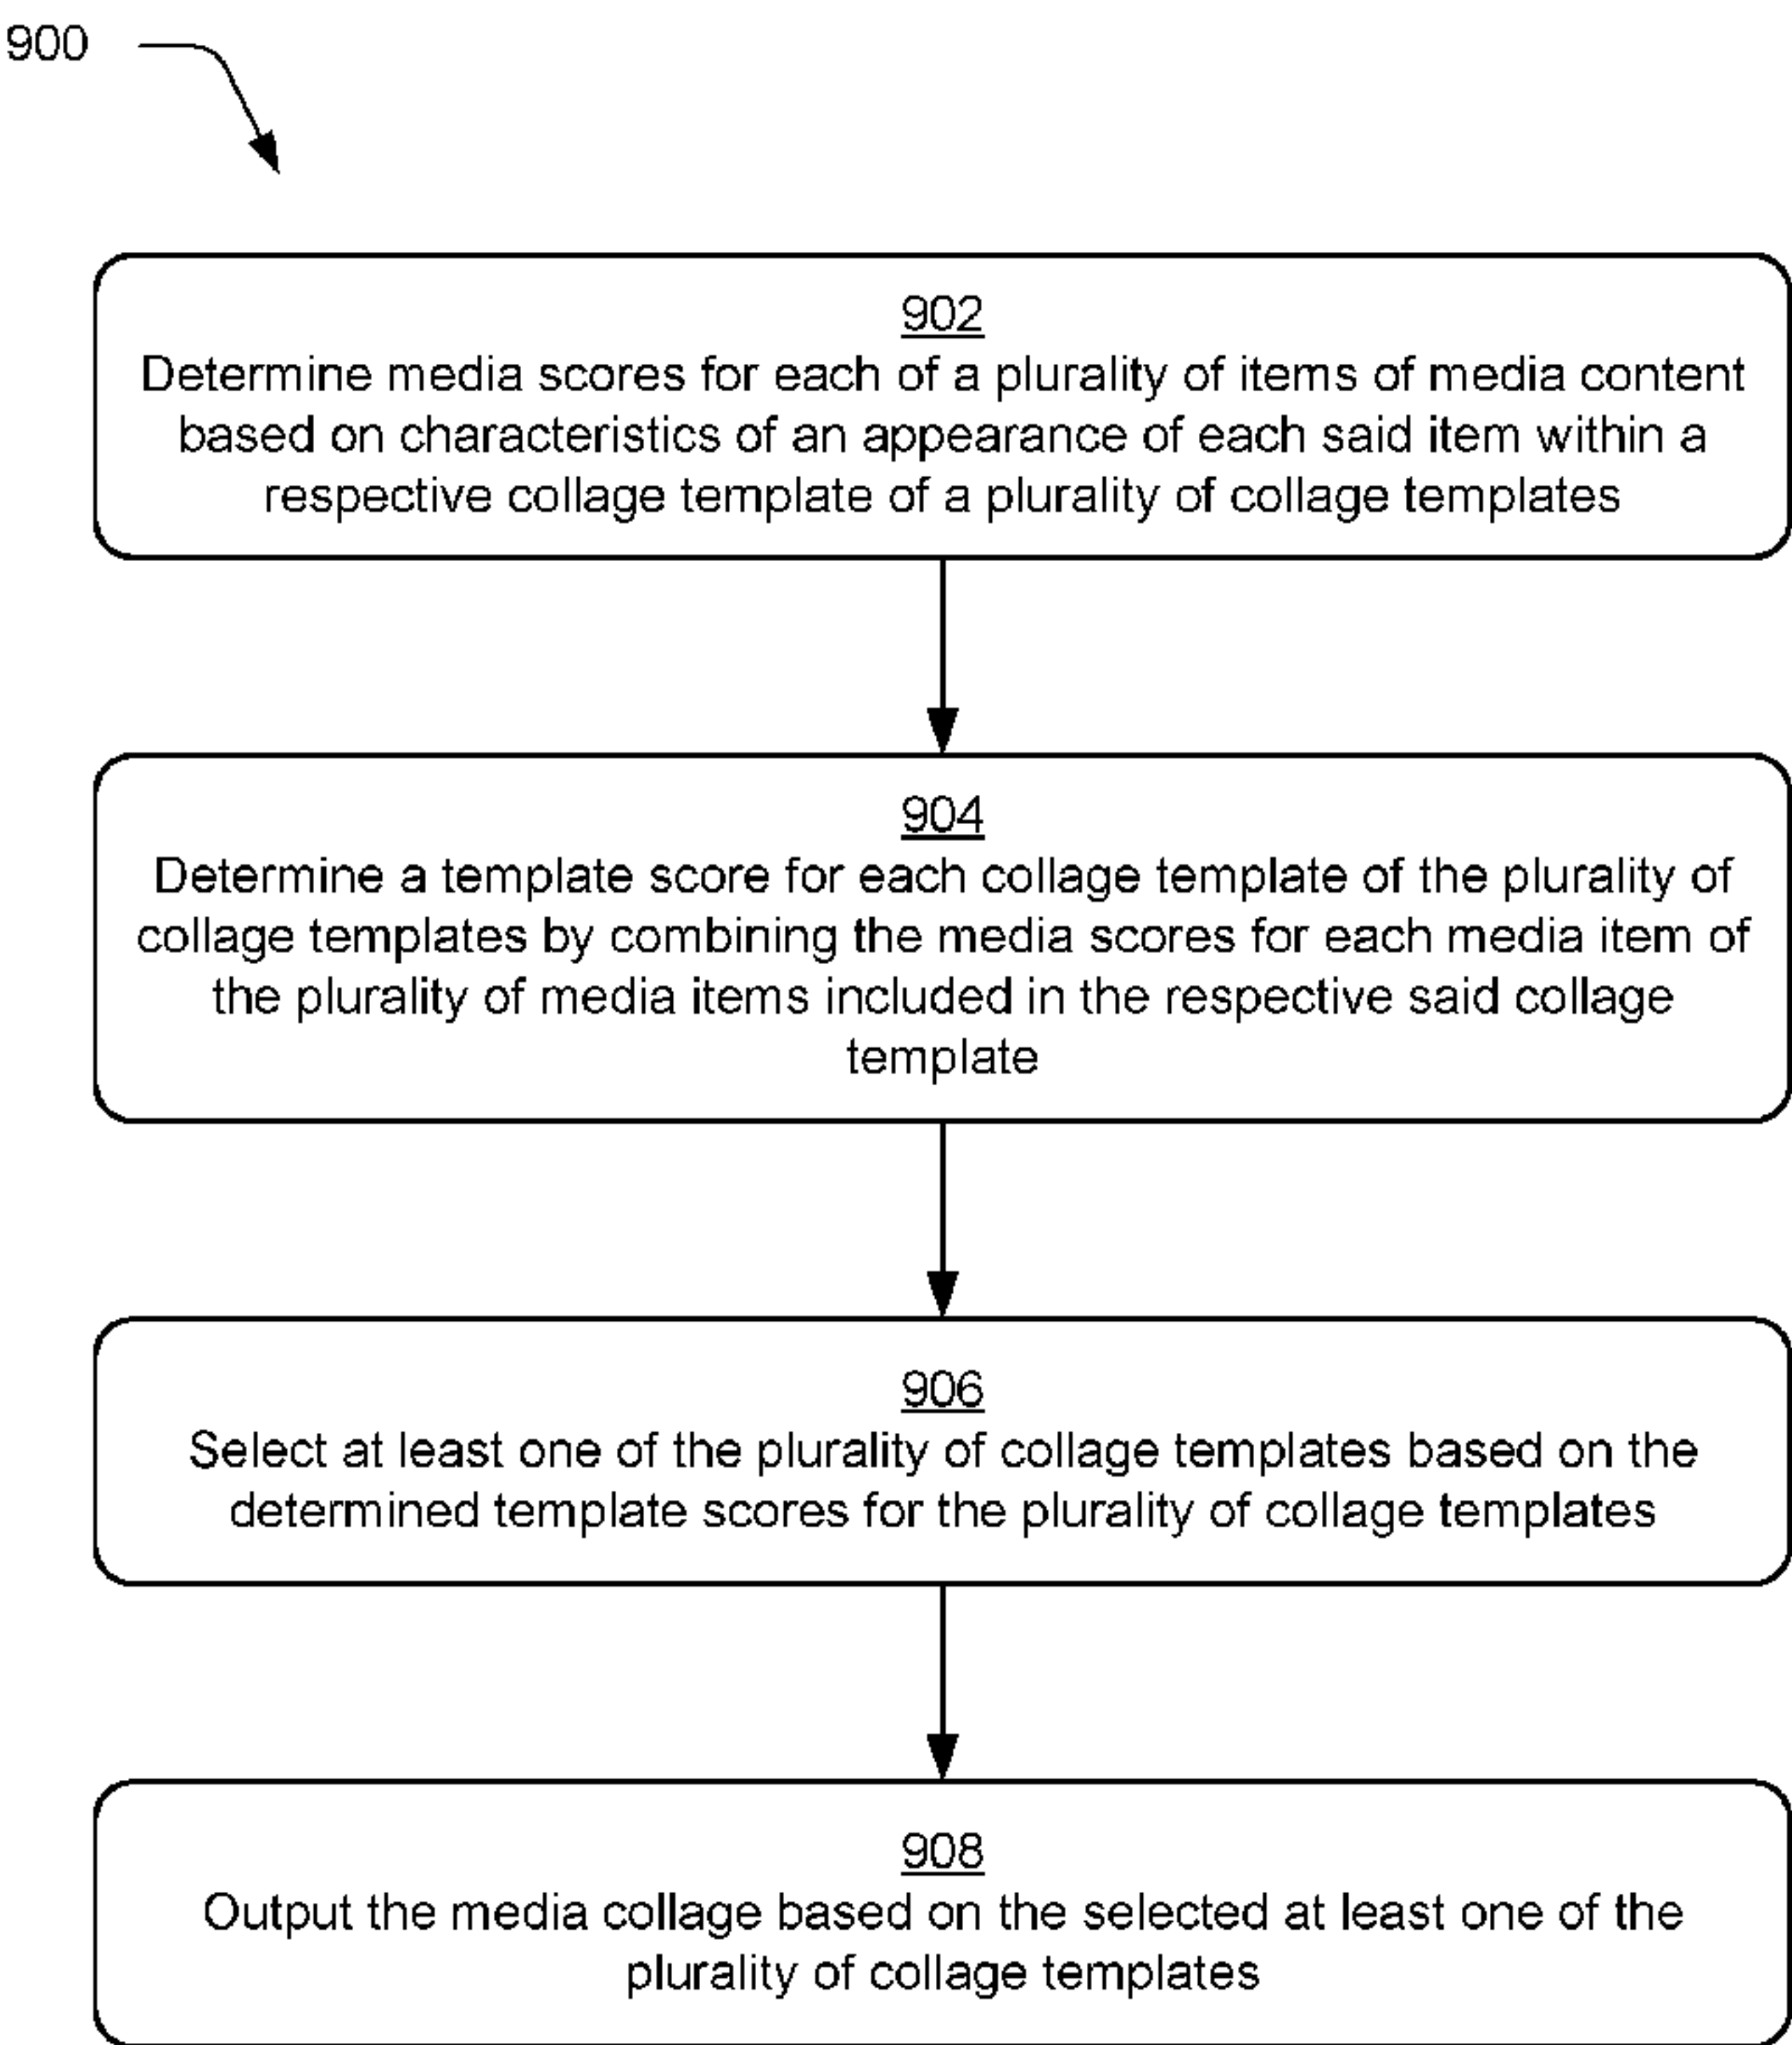 900
902
Determine media scores for each of a plurality of items of media content
based on characteristics of an appearance of each said item within a
respective collage template of a plurality of collage templates
904
Determine a template score for each collage template of the plurality of
collage templates by combining the media scores for each media item of
the plurality of media items included in the respective said collage
template
906
Select at least one of the plurality of collage templates based on the
determined template scores for the plurality of collage templates
908
Output the media collage based on the selected at least one of the
plurality of collage templates